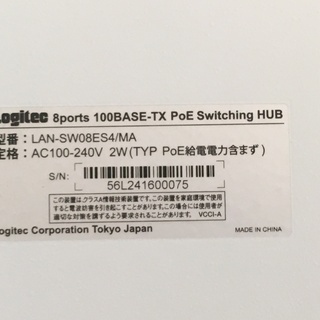 Logitec 8ports 100BASE-TX PoE Switching HUB
型番: LAN-SW08ES4/MA
定格: AC100-240V 2W(TYP PoE給電電力含まず)
S/N:
56L241600075
この装置は、クラスA情報技術装置です。この装置を家庭環境で使用
すると電波妨害を引き起こすことがあります。この場合には使用者が
適切な対策を講ずるよう要求されることがあります。 VCCI-A
Logitec Corporation Tokyo Japan
MADE IN CHINA